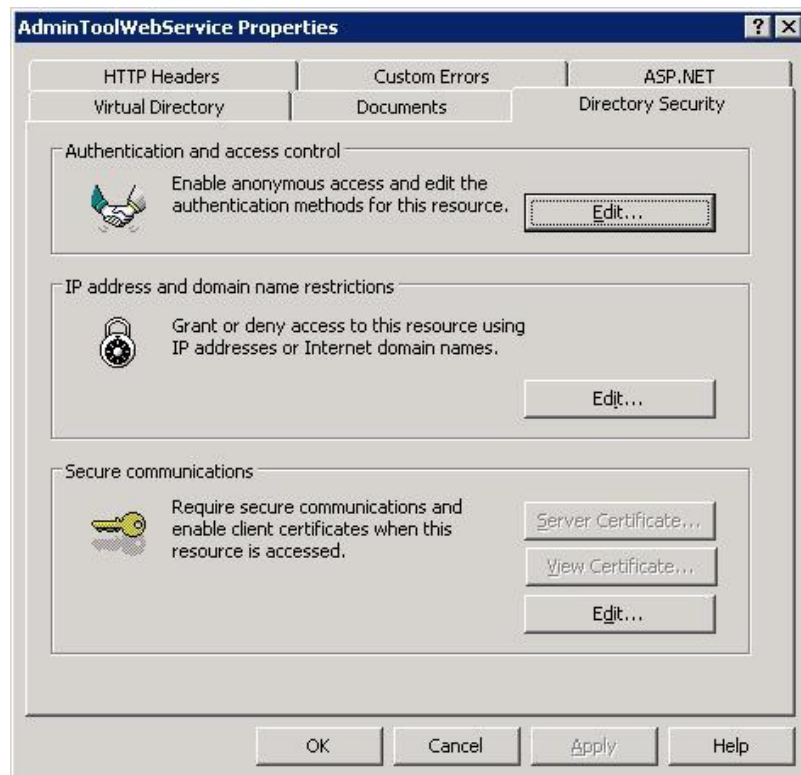 AdminToolWebService Properties
HTTP Headers
Custom Errors
ASP.NET
Virtual Directory
Documents
Directory Security
Authentication and access control
Enable anonymous access and edit the
authentication methods for this resource.
Edit...
IP address and domain name restrictions
Grant or deny access to this resource using
IP addresses or Internet domain names.
Edit...
Secure communications
Require secure communications and
enable client certificates when this
resource is accessed.
Server Certificate...
View Certificate...
Edit...
OK
Cancel
Apply
Help